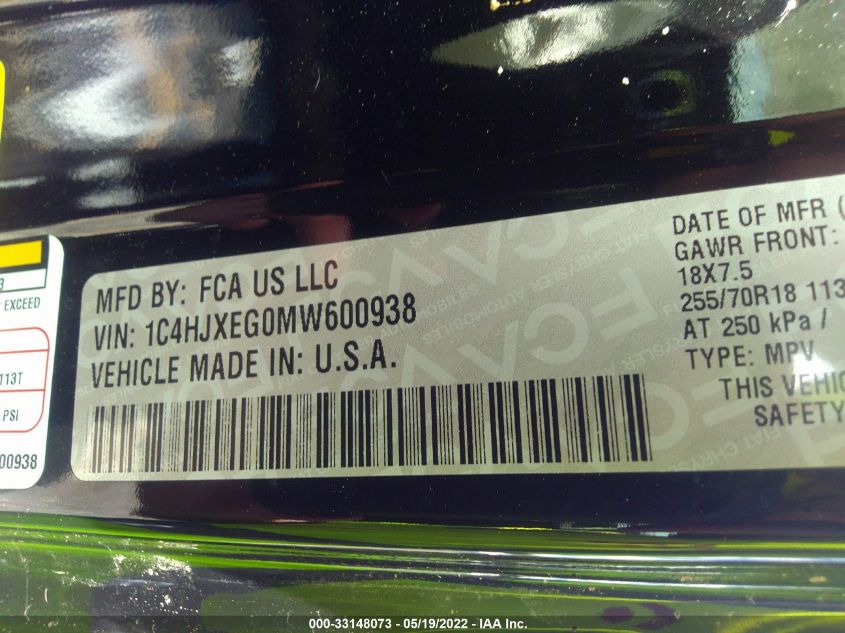 3
EXCEED
113T
PSI
00938
MFD BY: FCA US LLC
VIN: 1C4HJXEG0MW600938
VEHICLE MADE IN: U.S.A.
DATE OF MFR (
GAWR FRONT:
18X7.5
255/70R18 113
AT 250 kPa /
TYPE: MPV
THIS VEHIC
SAFETY
000-33148073 - 05/19/2022 - IAA Inc.